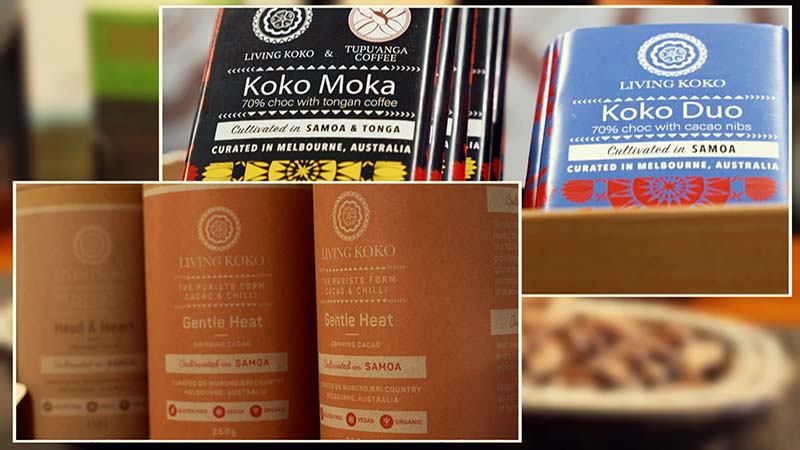 LIVING KOKO & TUPU'ANGA COFFEE
Koko Moka
70% choc with tongan coffee
Cultivated in SAMOA & TONGA
CURATED IN MELBOURNE, AUSTRALIA
LIVING KOKO
Koko Duo
70% choc with cacao nibs
Cultivated in SAMOA
CURATED IN MELBOURNE, AUSTRALIA
LIVING KOKO
Head & Heart
DRINKING CACAO
Cultivated in SAMOA
LIVING KOKO
THE PURISTS FORM
CACAO & CHILLI
Gentle Heat
DRINKING CACAO
Cultivated in SAMOA
CURATED ON WURUNDJERI COUNTRY
MELBOURNE, AUSTRALIA
GLUTEN FREE VEGAN ORGANIC
250g
LIVING KOKO
THE PURISTS FORM
CACAO & CHILLI
Gentle Heat
DRINKING CACAO
Cultivated in SAMOA
CURATED ON WURUNDJERI COUNTRY
MELBOURNE, AUSTRALIA
GLUTEN FREE VEGAN ORGANIC